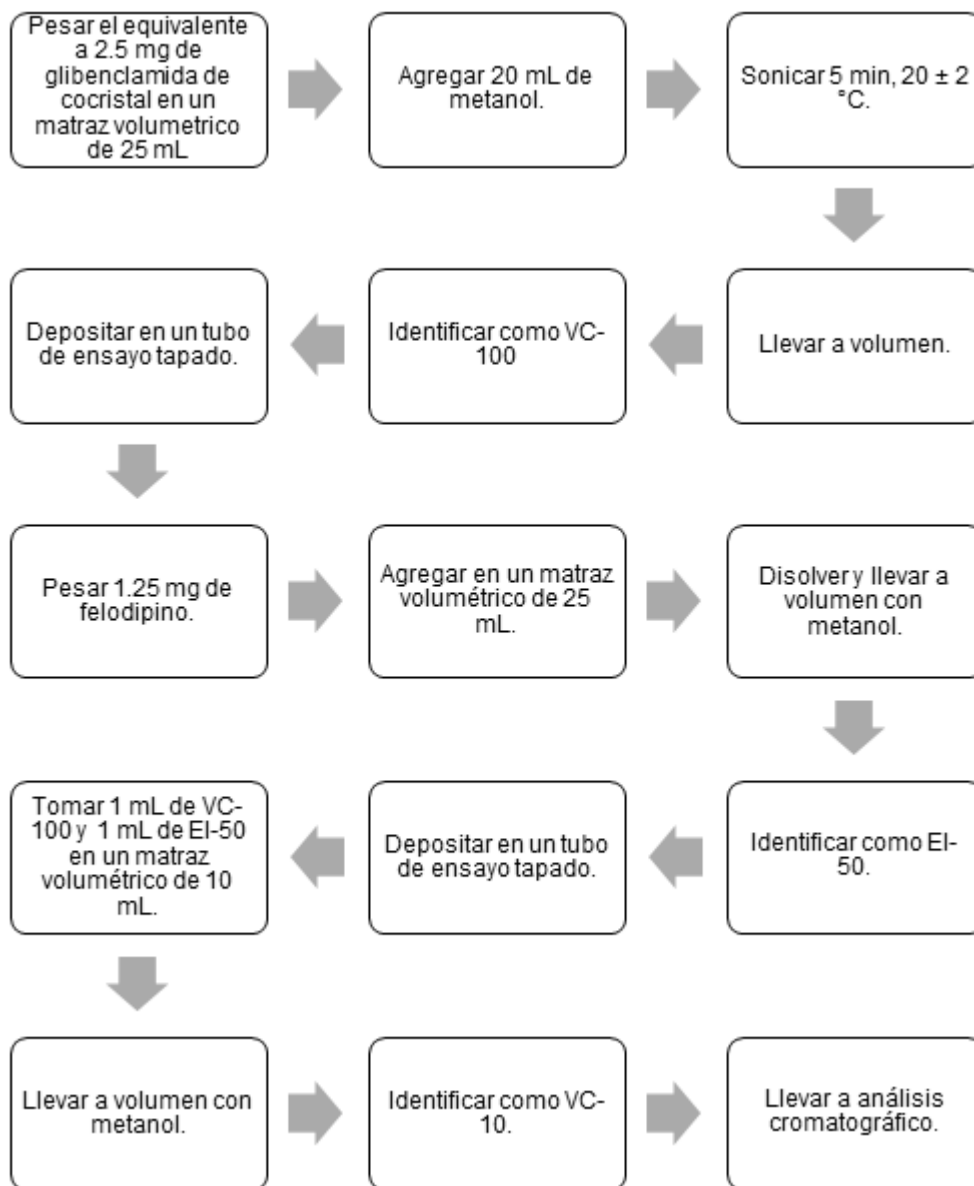 Pesar el equivalente
a 2.5 mg de
glibenclamida de
cocristal en un
matraz volumetrico
de 25 mL
Agregar 20 mL de
metanol.
Sonicar 5 min, 20 ± 2
°C.
Llevar a volumen.
Identificar como VC-
100
Depositar en un tubo
de ensayo tapado.
Pesar 1.25 mg de
felodipino.
Agregar en un matraz
volumétrico de 25
mL.
Disolver y llevar a
volumen con
metanol.
Identificar como EI-
50.
Depositar en un tubo
de ensayo tapado.
Tomar 1 mL de VC-
100 y 1 mL de EI-50
en un matraz
volumétrico de 10
mL.
Llevar a volumen con
metanol.
Identificar como VC-
10.
Llevar a análisis
cromatográfico.